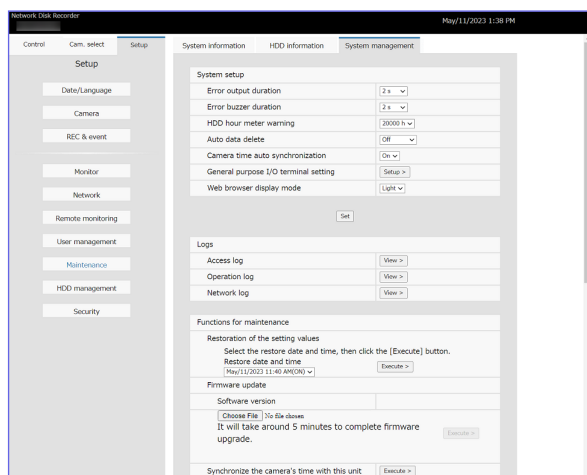 Network Disk Recorder
May/11/2023 1:38 PM
Control Cam. select Setup System information HDD information System management
Setup
Date/Language
Camera
REC & event
Monitor
Network
Remote monitoring
User management
Maintenance
HDD management
Security
System setup
Error output duration 2 s
Error buzzer duration 2 s
HDD hour meter warning 20000 h
Auto data delete Off
Camera time auto synchronization On
General purpose I/O terminal setting Setup >
Web browser display mode Light
Set
Logs
Access log View >
Operation log View >
Network log View >
Functions for maintenance
Restoration of the setting values
Select the restore date and time, then click the [Execute] button.
Restore date and time
May/11/2023 11:40 AM(ON) Execute >
Firmware update
Software version
Choose File No file chosen
It will take around 5 minutes to complete firmware
upgrade. Execute >
Synchronize the camera's time with this unit Execute >